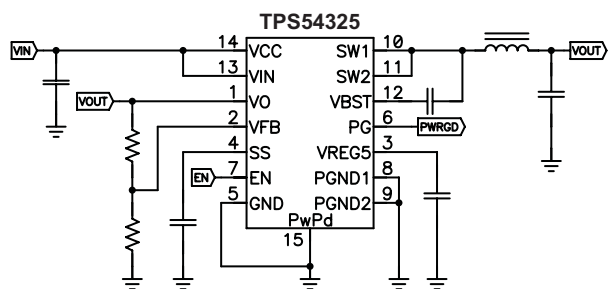 TPS54325
VIN
14 VCC SW1 10
VOUT
13 VIN SW2 11
VOUT 1 VO VBST 12
2 VFB PG 6 PWRGD
4 SS VREG5 3
EN 7 EN PGND1 8
5 GND PGND2 9
PwPd
15